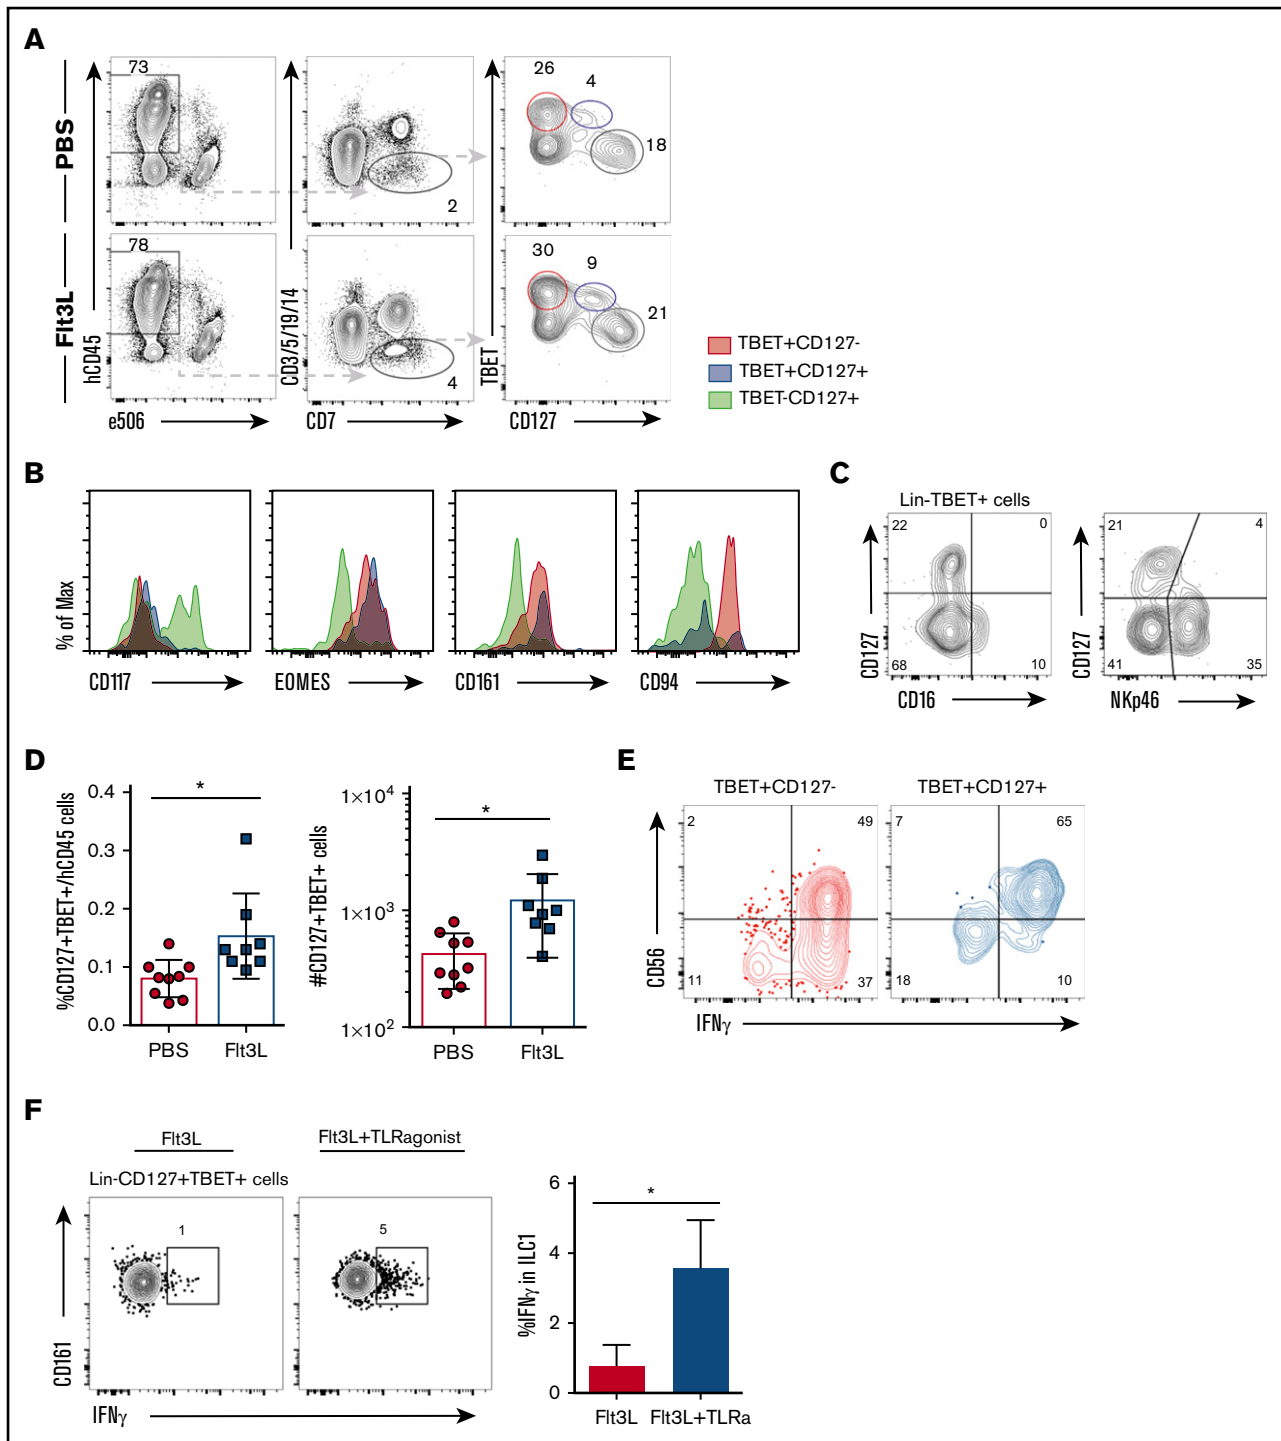 A
PBS
Flt3L
73
2
26
4
18
78
4
30
9
21
hCD45
CD3/5/19/14
TBET
e506
CD7
CD127
TBET+CD127-
TBET+CD127+
TBET-CD127+
B
% of Max
CD117
EOMES
CD161
CD94
C
Lin-TBET+ cells
22
0
68
10
CD127
CD16
21
4
41
35
CD127
NKp46
D
%CD127+TBET+/hCD45 cells
0.4
0.3
0.2
0.1
0.0
*
PBS
Flt3L
#CD127+TBET+ cells
1×10⁴
1×10³
1×10²
*
PBS
Flt3L
E
TBET+CD127-
TBET+CD127+
2
49
11
37
7
65
18
10
CD56
IFNγ
F
Flt3L
Flt3L+TLRagonist
Lin-CD127+TBET+ cells
1
5
CD161
IFNγ
%IFNγ in ILC1
6
4
2
0
*
Flt3L
Flt3L+TLRa